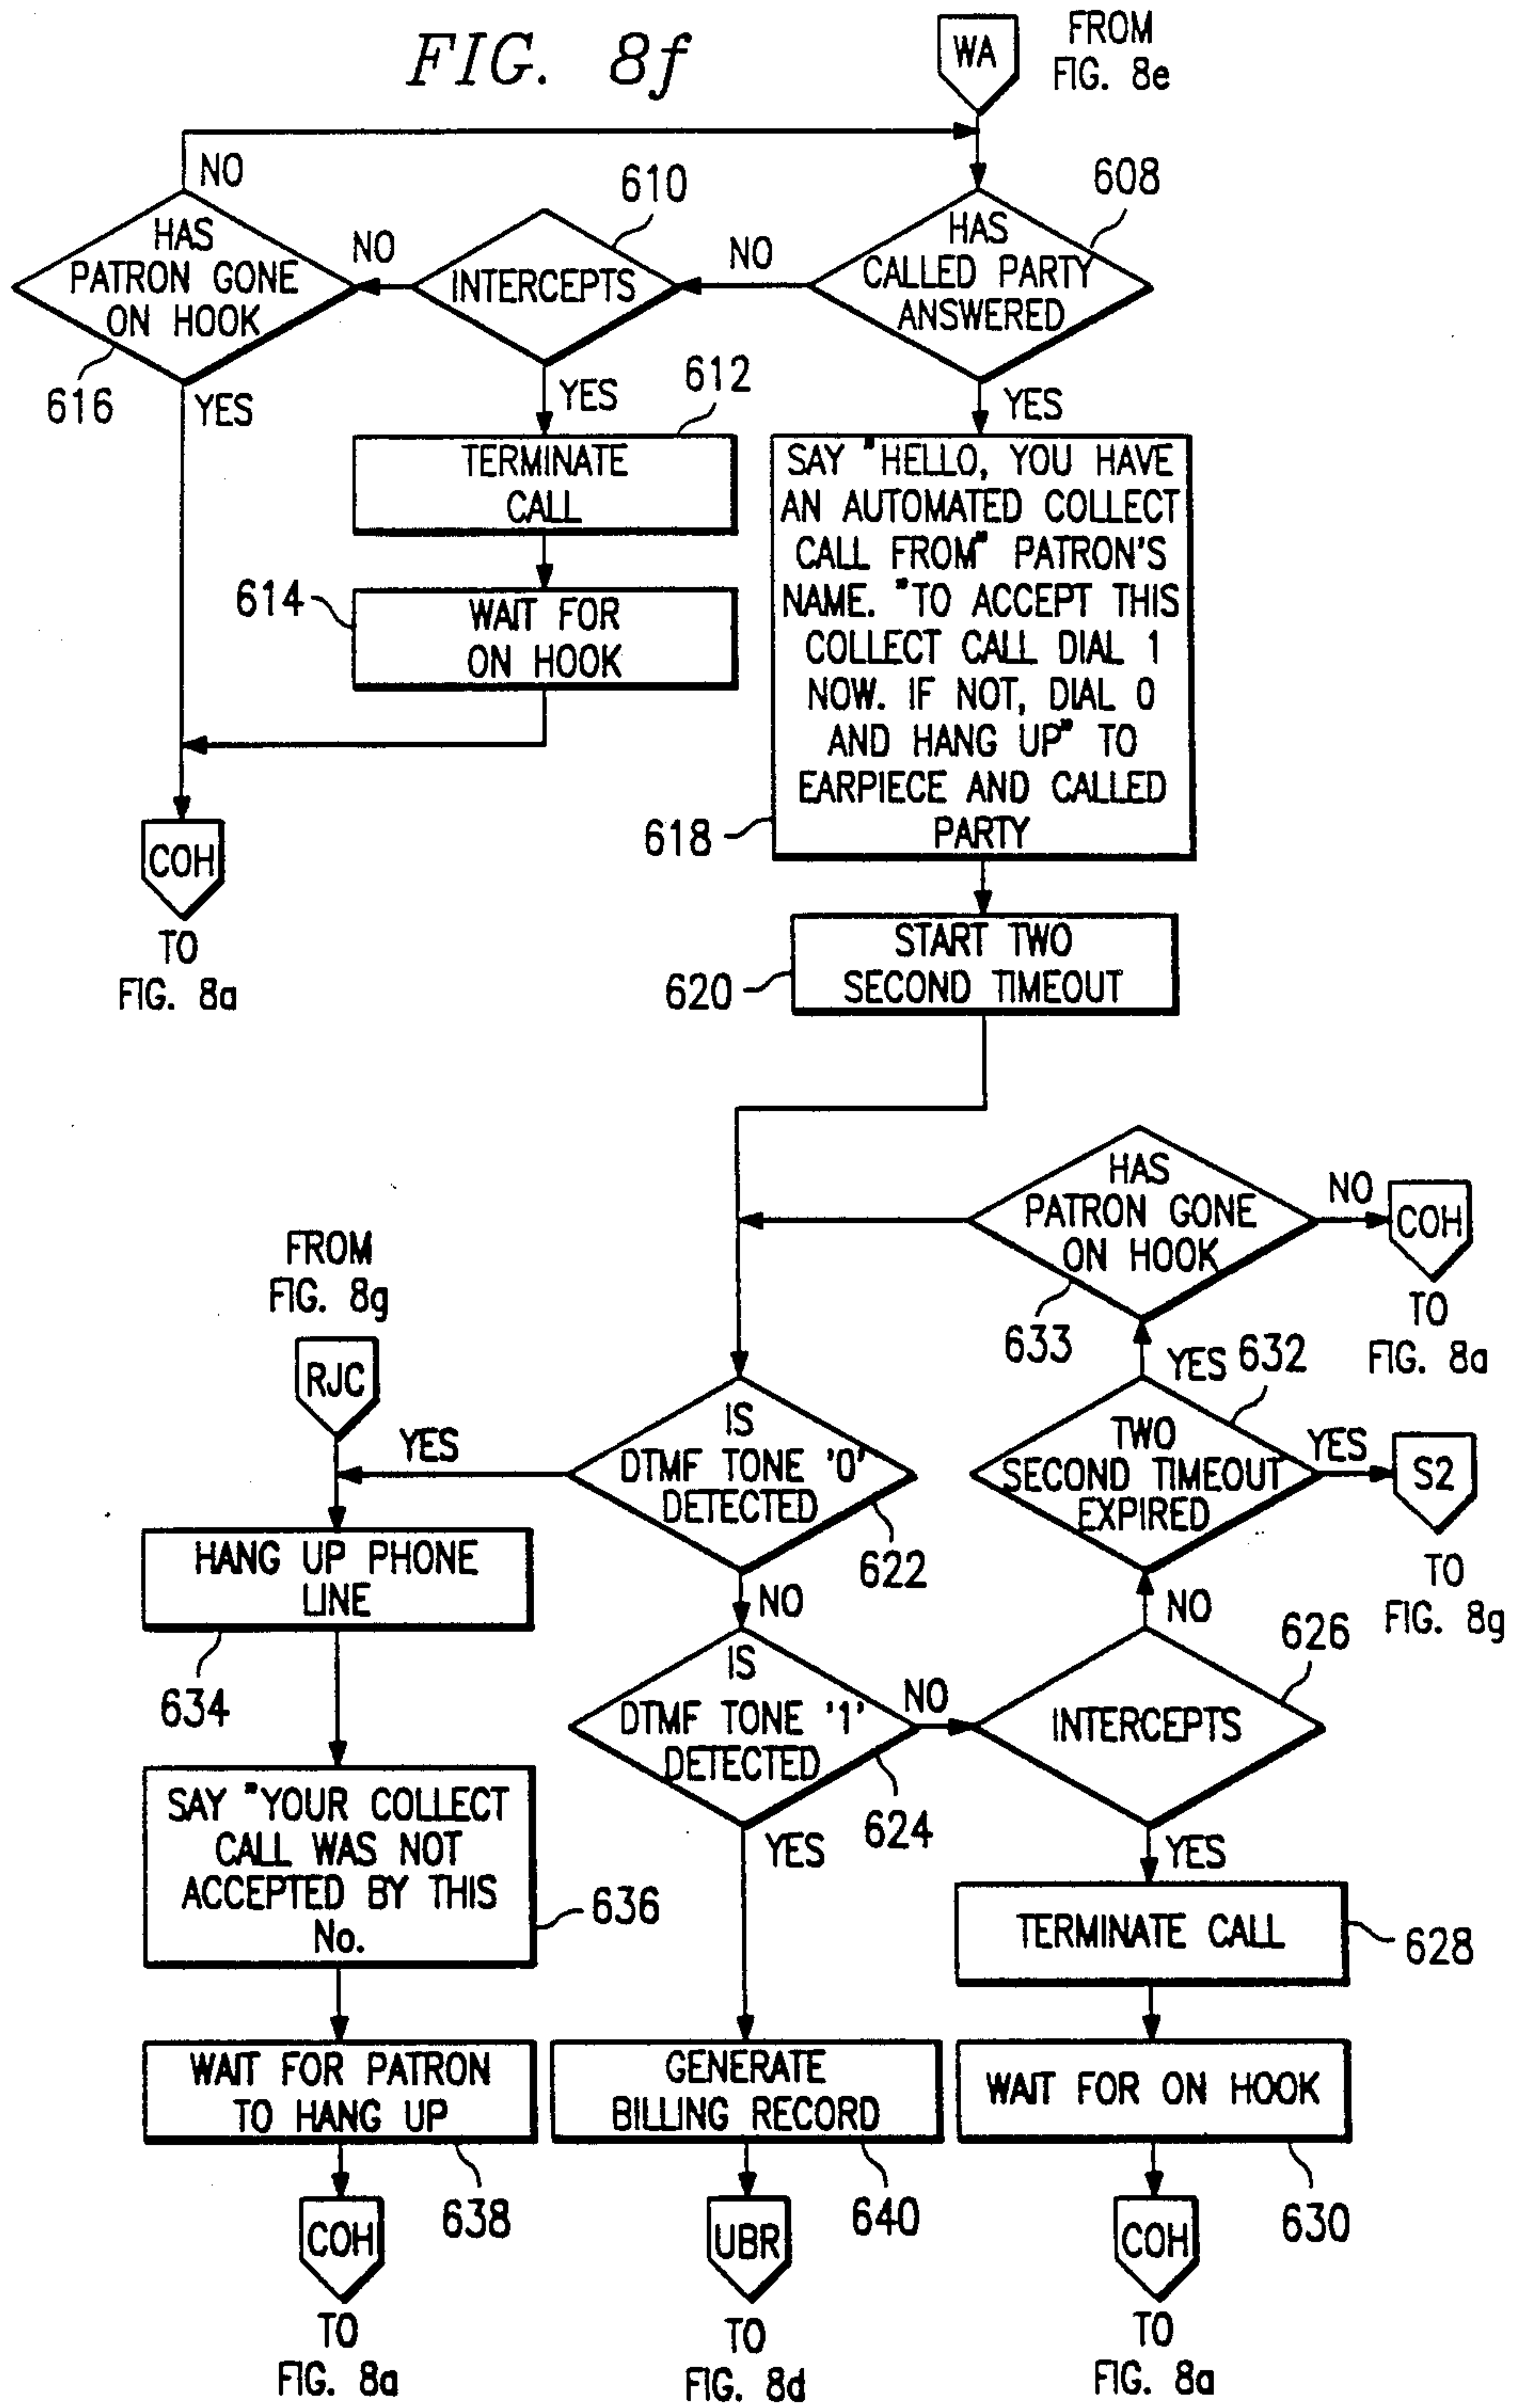 FIG. 8f
WA
FROM
FIG. 8e
NO
HAS
PATRON GONE
ON HOOK
616
YES
NO
610
INTERCEPTS
YES
NO
608
HAS
CALLED PARTY
ANSWERED
YES
612
TERMINATE
CALL
614
WAIT FOR
ON HOOK
COH
TO
FIG. 8a
SAY "HELLO, YOU HAVE
AN AUTOMATED COLLECT
CALL FROM" PATRON'S
NAME. "TO ACCEPT THIS
COLLECT CALL DIAL 1
NOW. IF NOT, DIAL 0
AND HANG UP" TO
EARPIECE AND CALLED
PARTY
618
START TWO
SECOND TIMEOUT
620
HAS
PATRON GONE
ON HOOK
633
NO
COH
TO
FIG. 8a
FROM
FIG. 8g
RJC
YES
IS
DTMF TONE '0'
DETECTED
622
NO
YES
632
TWO
SECOND TIMEOUT
EXPIRED
YES
S2
TO
FIG. 8g
NO
HANG UP PHONE
LINE
634
IS
DTMF TONE '1'
DETECTED
624
NO
YES
626
INTERCEPTS
YES
SAY "YOUR COLLECT
CALL WAS NOT
ACCEPTED BY THIS
No.
636
TERMINATE CALL
628
WAIT FOR PATRON
TO HANG UP
638
GENERATE
BILLING RECORD
640
WAIT FOR ON HOOK
630
COH
TO
FIG. 8a
UBR
TO
FIG. 8d
COH
TO
FIG. 8a